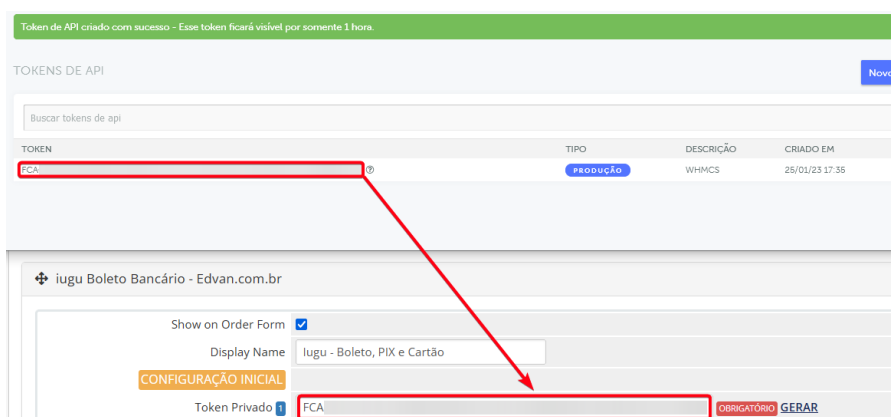 Token de API criado com sucesso - Esse token ficará visível por somente 1 hora.
TOKENS DE API
Novo
Buscar tokens de api
TOKEN TIPO DESCRIÇÃO CRIADO EM
FCA PRODUÇÃO WHMCS 25/01/23 17:35
iugu Boleto Bancário - Edvan.com.br
Show on Order Form
Display Name Iugu - Boleto, PIX e Cartão
CONFIGURAÇÃO INICIAL
Token Privado 1 FCA OBRIGATÓRIO GERAR